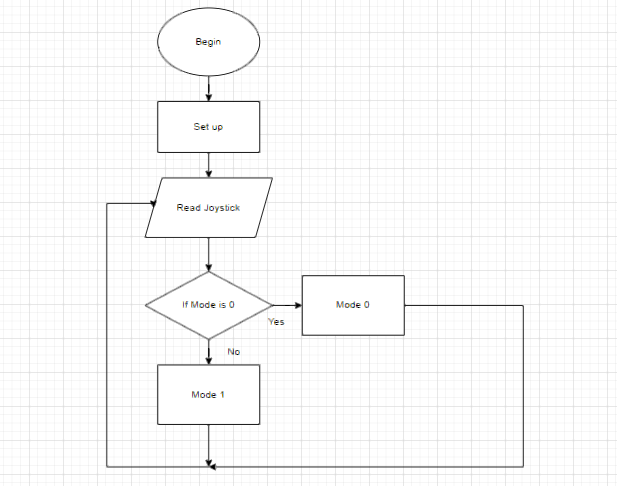 Begin
Set up
Read Joystick
If Mode is 0
Mode 0
Yes
No
Mode 1